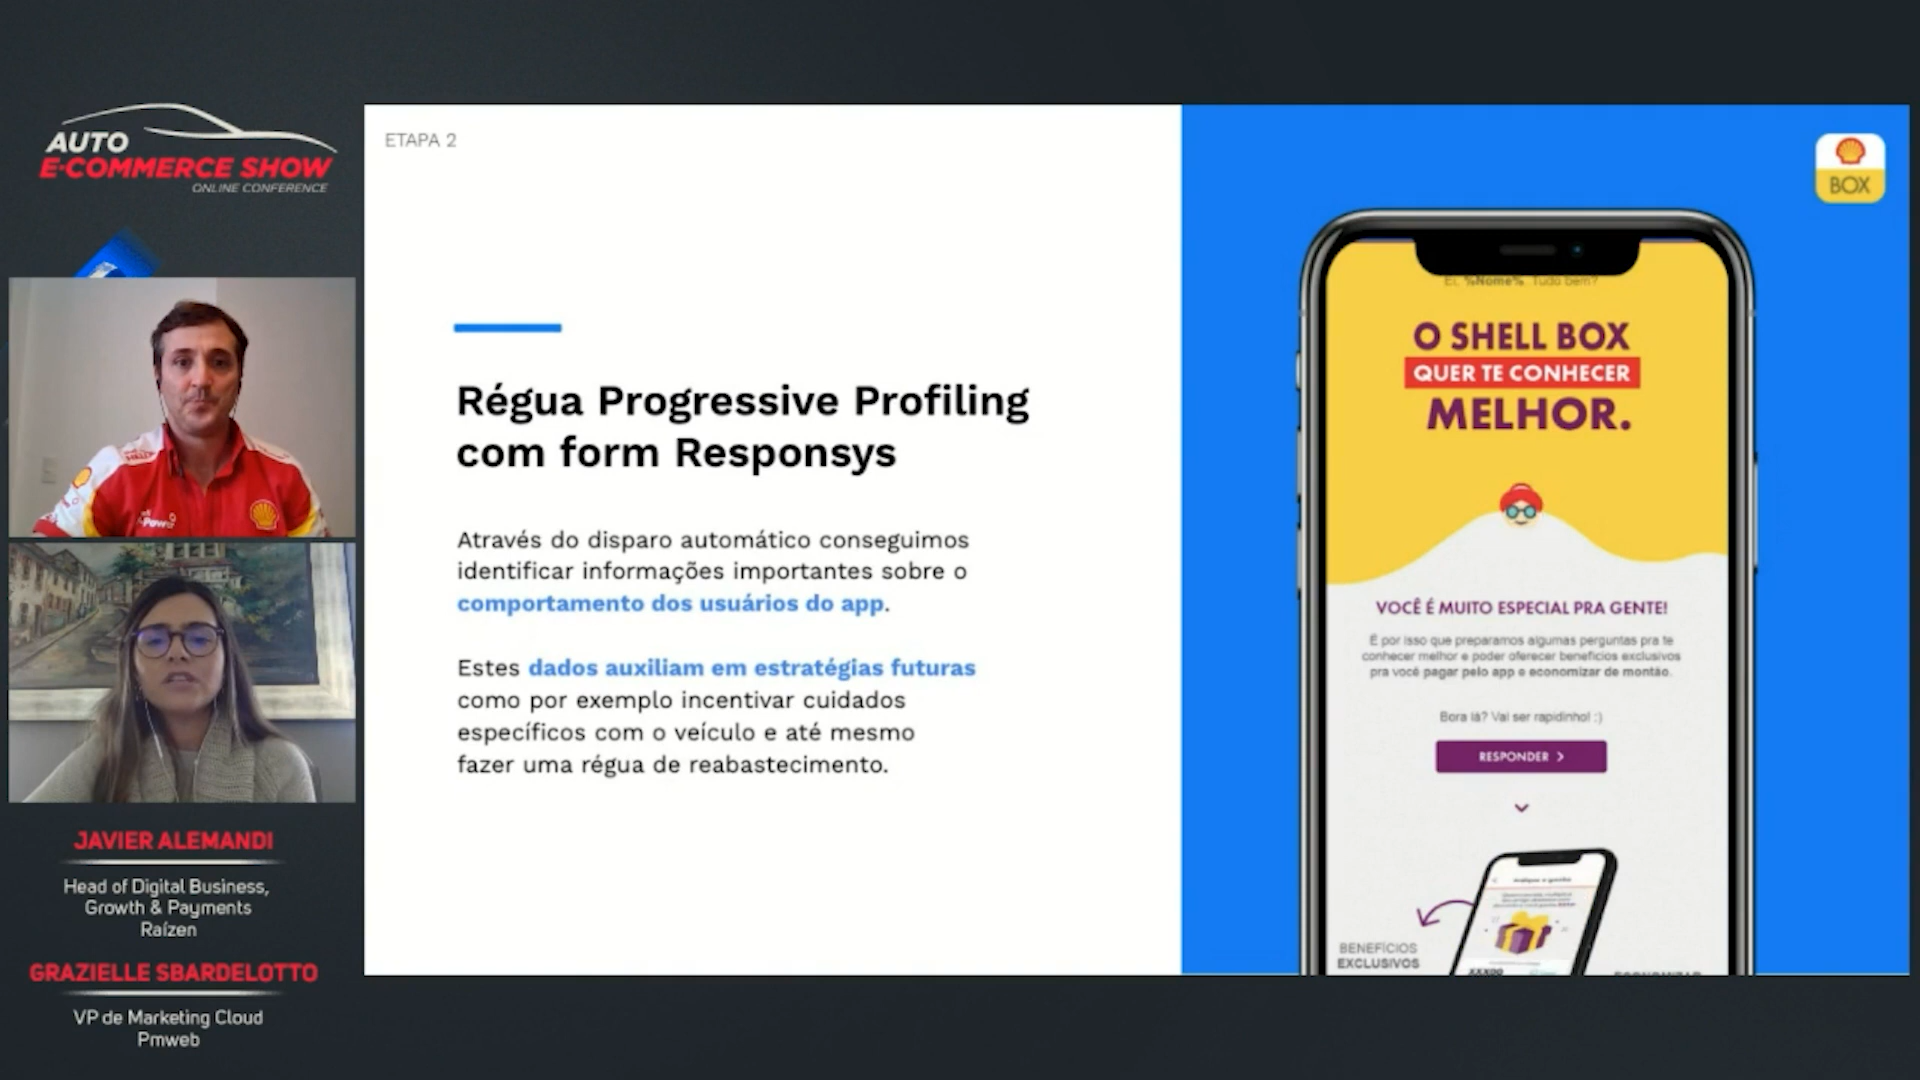 AUTO
E-COMMERCE SHOW
ONLINE CONFERENCE
JAVIER ALEMANDI
Head of Digital Business,
Growth & Payments
Raízen
GRAZIELLE SBARDELOTTO
VP de Marketing Cloud
Pmweb
ETAPA 2
Régua Progressive Profiling
com form Responsys
Através do disparo automático conseguimos
identificar informações importantes sobre o
comportamento dos usuários do app.
Estes dados auxiliam em estratégias futuras
como por exemplo incentivar cuidados
específicos com o veículo e até mesmo
fazer uma régua de reabastecimento.
BOX
Ei, %Nome%. Tudo bem?
O SHELL BOX
QUER TE CONHECER
MELHOR.
VOCÊ É MUITO ESPECIAL PRA GENTE!
É por isso que preparamos algumas perguntas pra te
conhecer melhor e poder oferecer benefícios exclusivos
pra você pagar pelo app e economizar de montão.
Bora lá? Vai ser rapidinho! :)
RESPONDER >
BENEFÍCIOS
EXCLUSIVOS
ECONOMIZAR